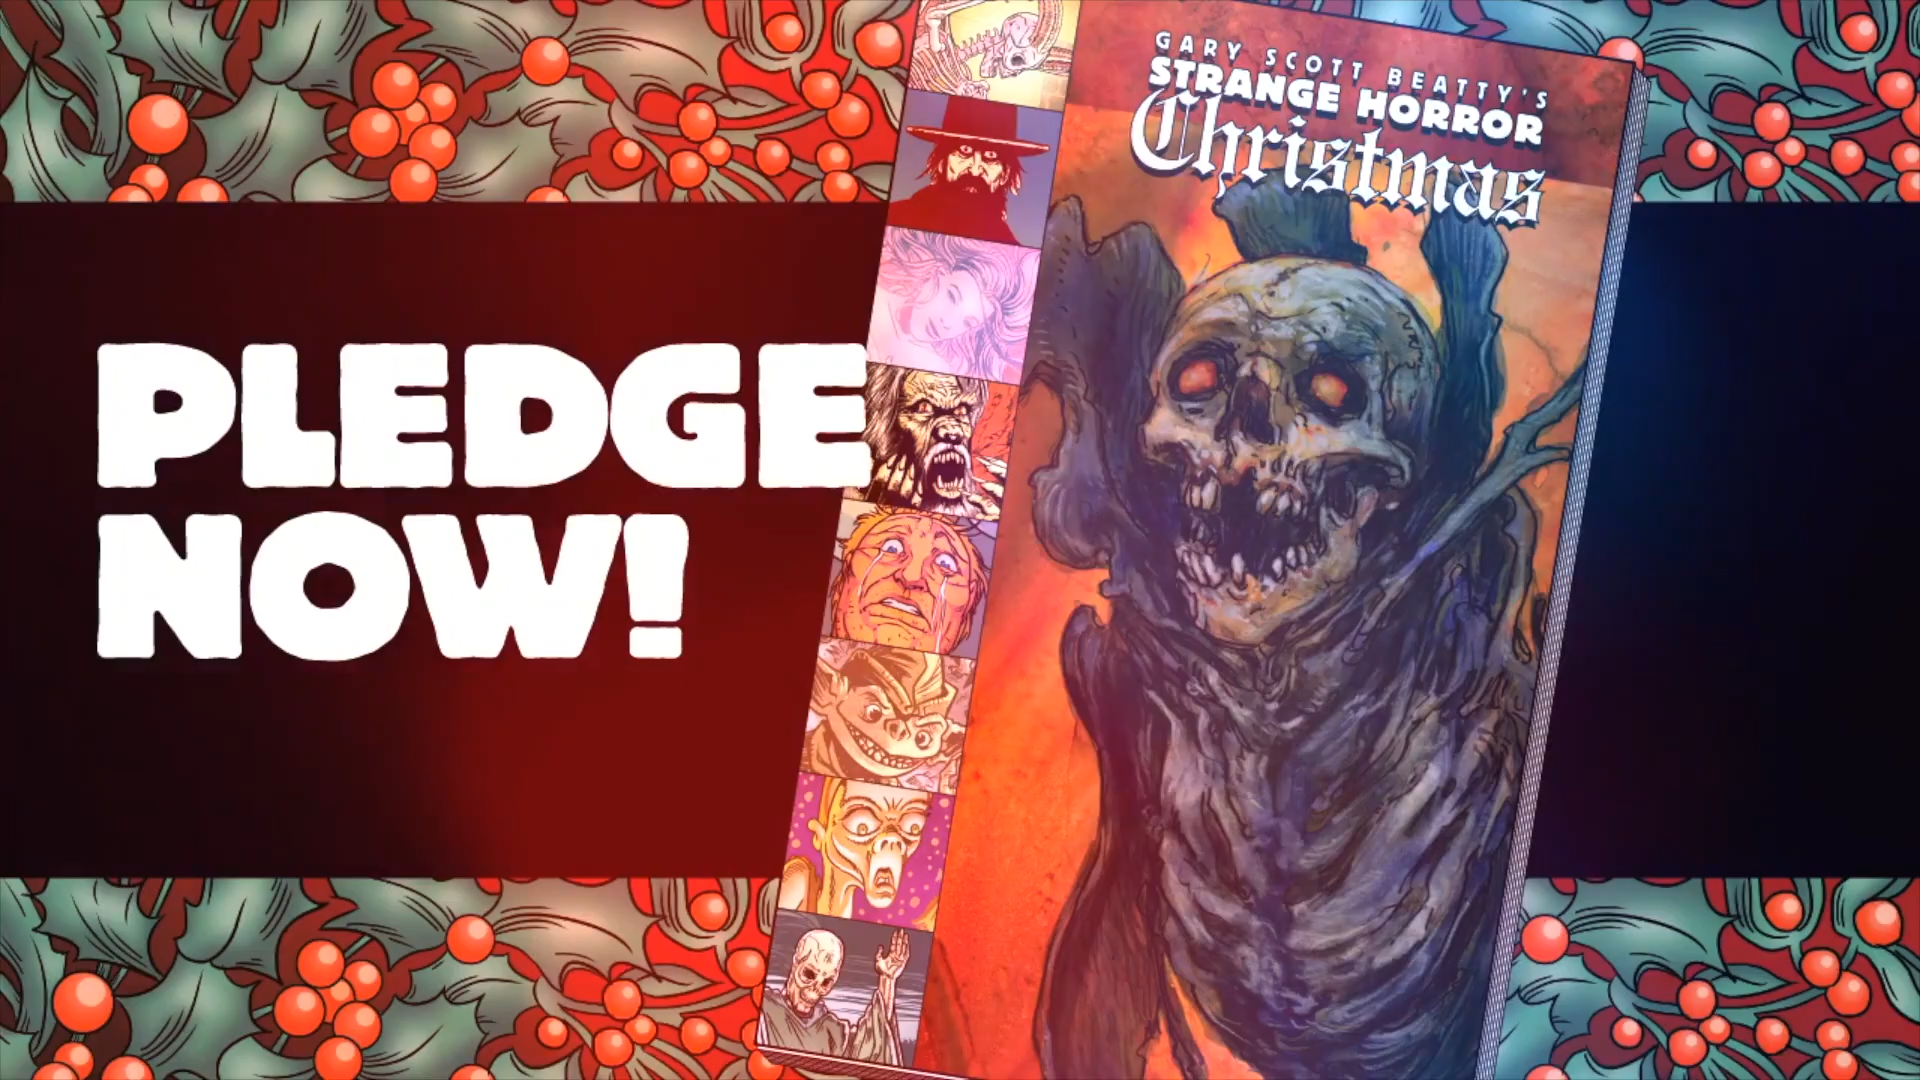 PLEDGE
NOW!
GARY SCOTT BEATTY'S
STRANGE HORROR
Christmas